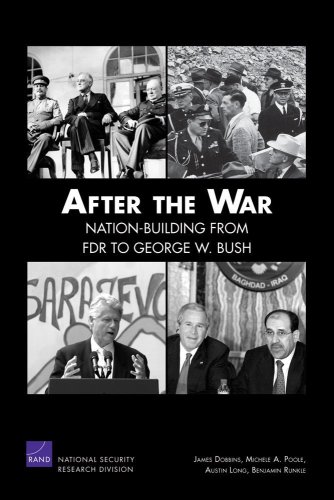 AFTER THE WAR
NATION-BUILDING FROM
FDR TO GEORGE W. BUSH
SARAJEVO
BAGHDAD - IRAQ
RAND
NATIONAL SECURITY
RESEARCH DIVISION
JAMES DOBBINS, MICHELE A. POOLE,
AUSTIN LONG, BENJAMIN RUNKLE